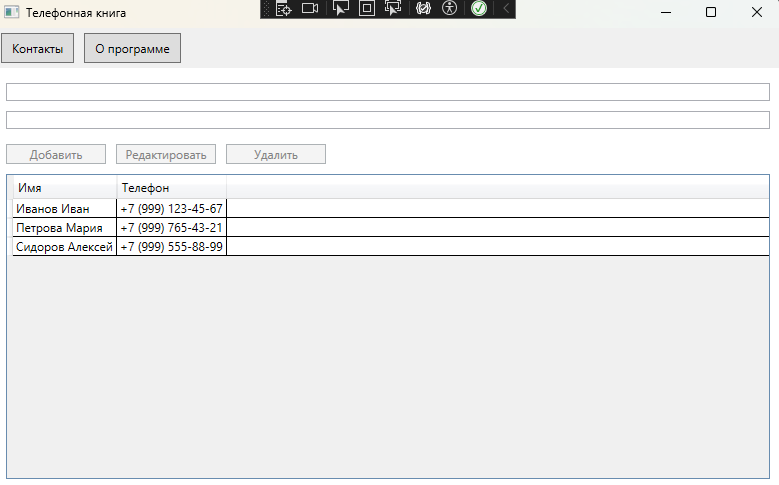 Телефонная книга
Контакты О программе
Добавить Редактировать Удалить
Имя Телефон
Иванов Иван +7 (999) 123-45-67
Петрова Мария +7 (999) 765-43-21
Сидоров Алексей +7 (999) 555-88-99